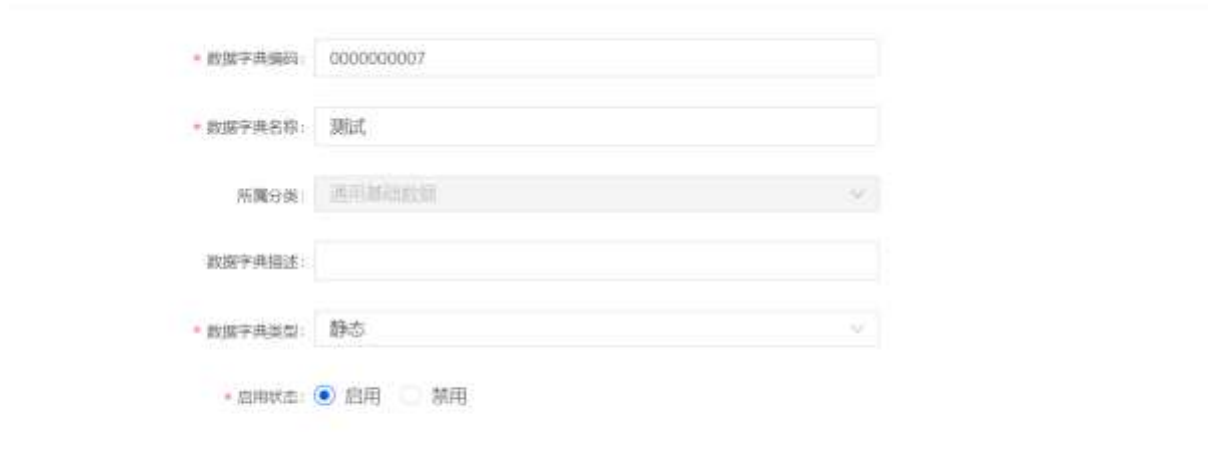 * 数据字典编码: 0000000007
* 数据字典名称: 测试
所属分类: 通用基础数据
数据字典描述:
* 数据字典类型: 静态
* 启用状态: 启用 禁用